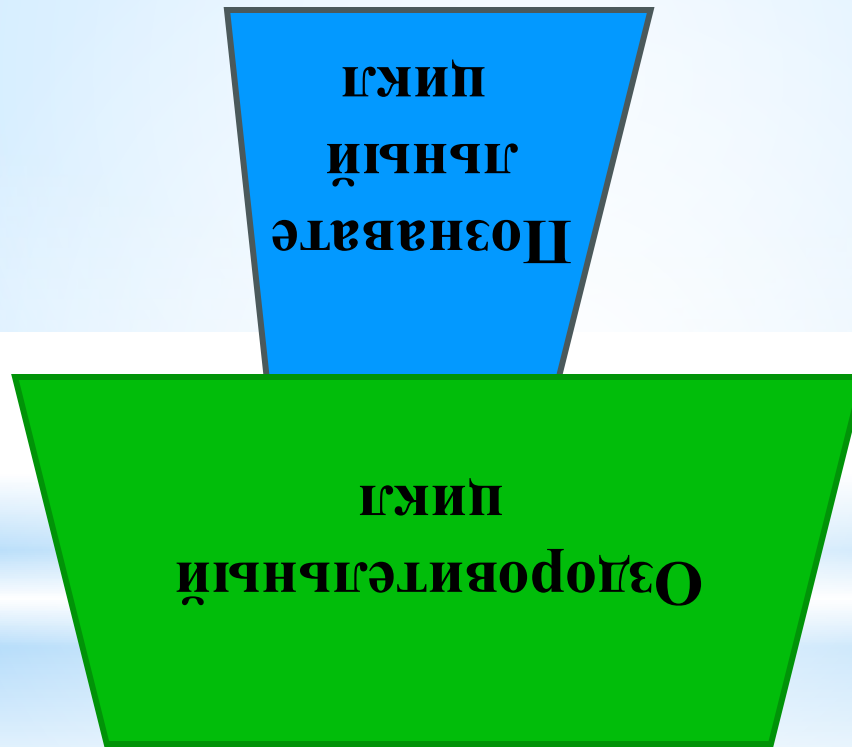 Оздоровительный
цикл
Познавате
льный
цикл